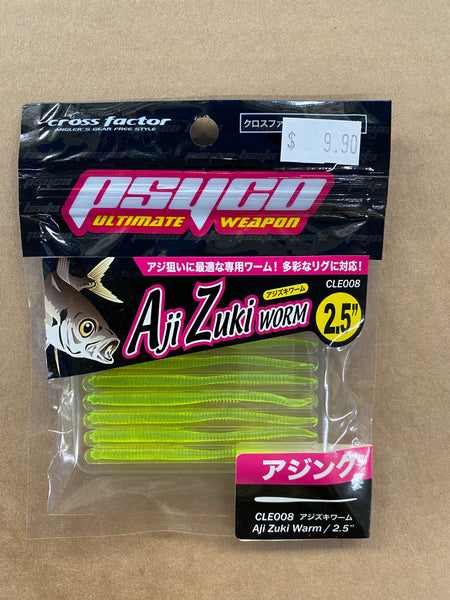 cross factor
ANGLER'S GEAR FREE STYLE
クロスファ
$ 9.90
PSYCO
ULTIMATE WEAPON
アジ狙いに最適な専用ワーム！多彩なリグに対応！
CLE008
Aji Zuki WORM
アジズキワーム
2.5"
アジング
CLE008 アジズキワーム
Aji Zuki Warm / 2.5"